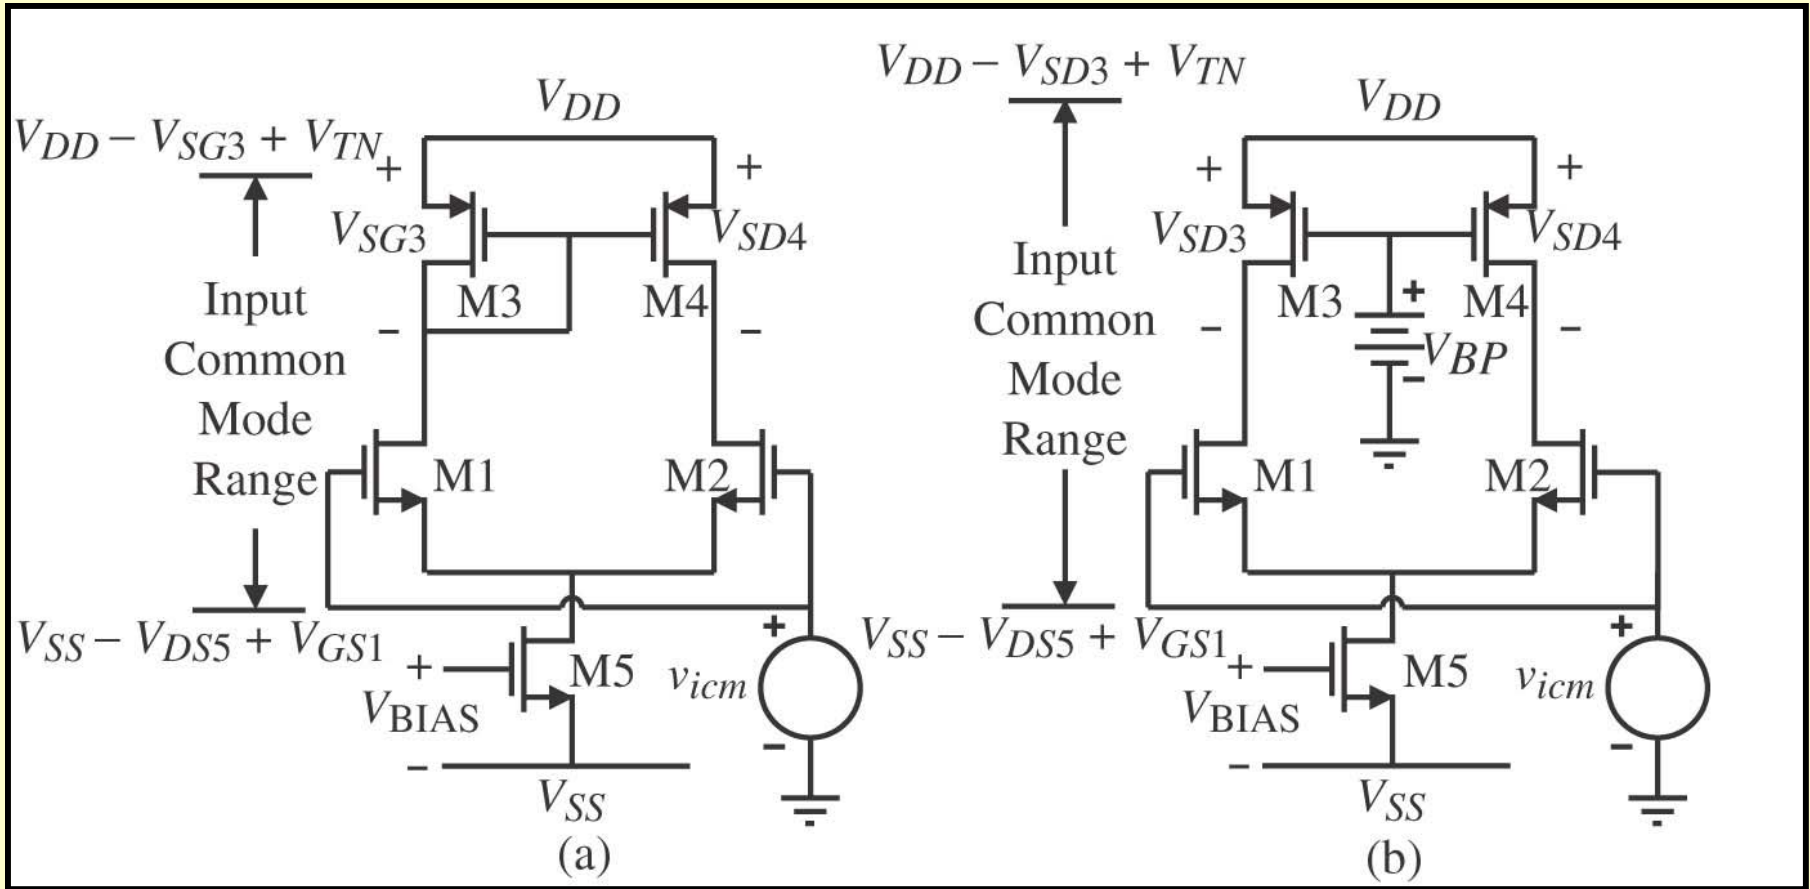 V_DD – V_SG3 + V_TN
V_DD
+
+
V_SG3
V_SD4
M3
M4
–
–
Input
Common
Mode
Range
M1
M2
V_SS – V_DS5 + V_GS1
+
M5
V_BIAS
–
+
v_icm
–
V_SS
(a)
V_DD – V_SD3 + V_TN
V_DD
+
+
V_SD3
V_SD4
M3
M4
–
–
+
V_BP
–
Input
Common
Mode
Range
M1
M2
V_SS – V_DS5 + V_GS1
+
M5
V_BIAS
–
+
v_icm
–
V_SS
(b)